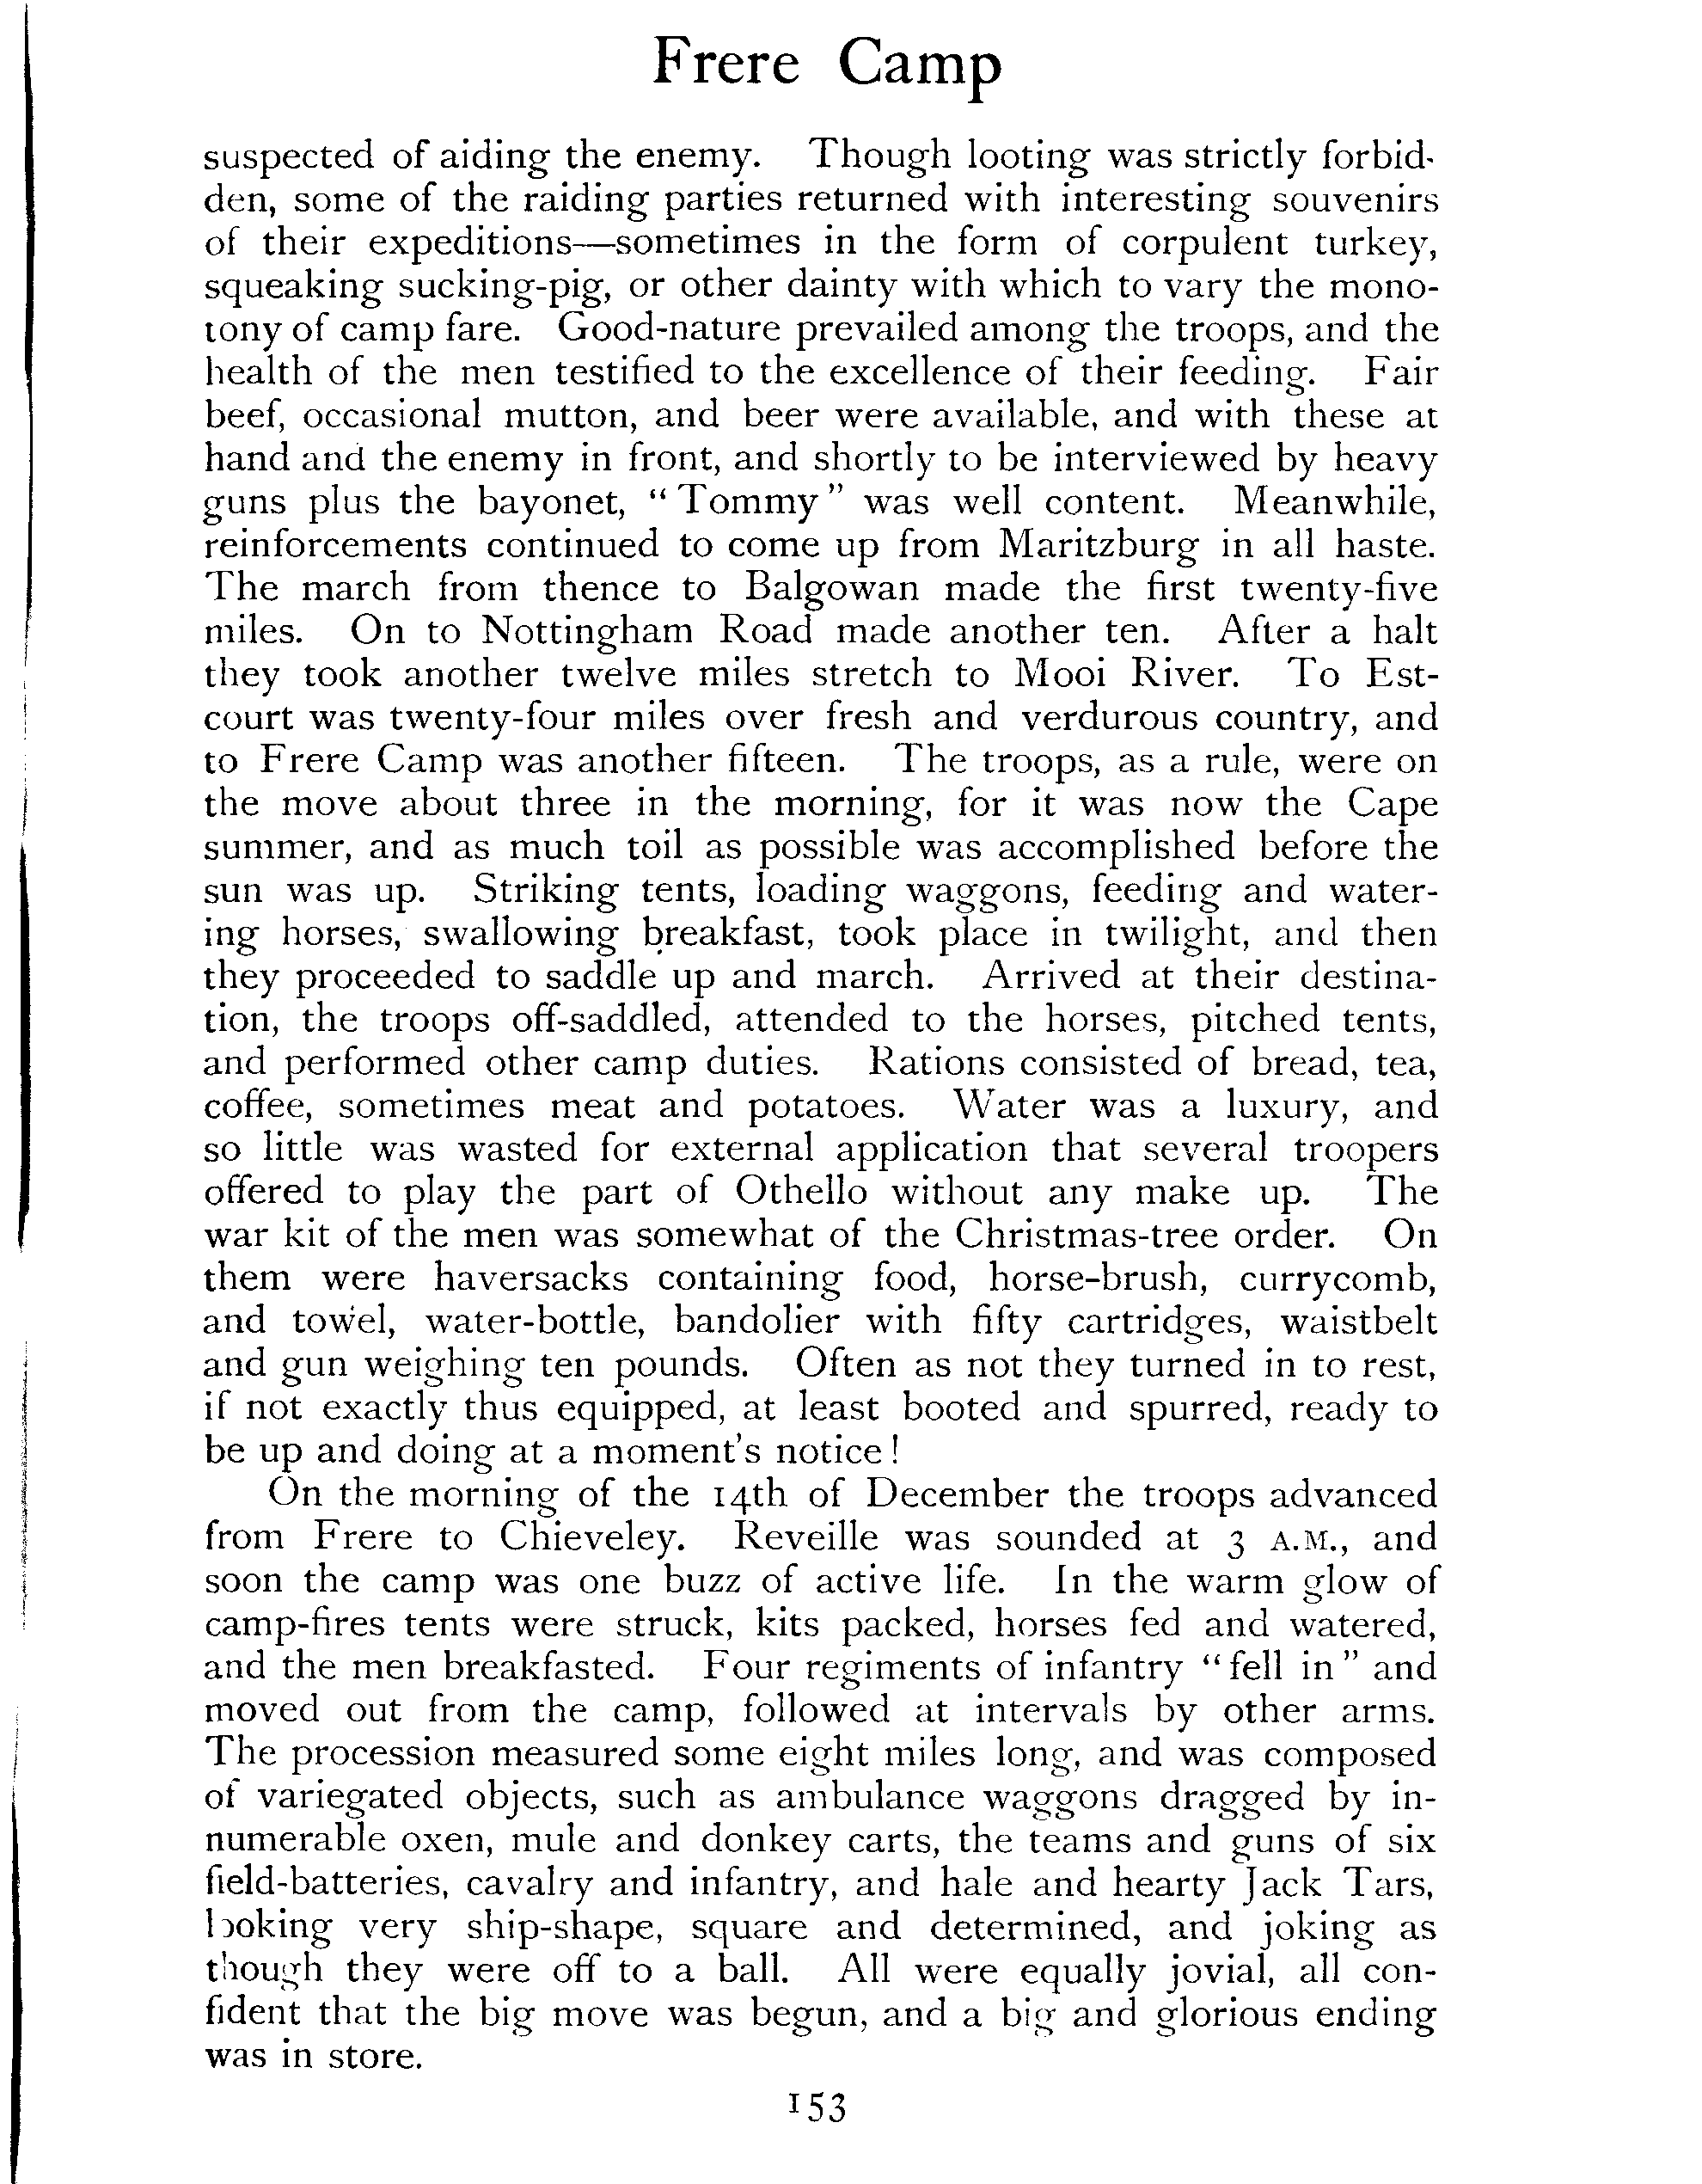 Frere Camp
suspected of aiding the enemy. Though looting was strictly forbid-
den, some of the raiding parties returned with interesting souvenirs
of their expeditions—sometimes in the form of corpulent turkey,
squeaking sucking-pig, or other dainty with which to vary the mono-
tony of camp fare. Good-nature prevailed among the troops, and the
health of the men testified to the excellence of their feeding. Fair
beef, occasional mutton, and beer were available, and with these at
hand and the enemy in front, and shortly to be interviewed by heavy
guns plus the bayonet, "Tommy" was well content. Meanwhile,
reinforcements continued to come up from Maritzburg in all haste.
The march from thence to Balgowan made the first twenty-five
miles. On to Nottingham Road made another ten. After a halt
they took another twelve miles stretch to Mooi River. To Est-
court was twenty-four miles over fresh and verdurous country, and
to Frere Camp was another fifteen. The troops, as a rule, were on
the move about three in the morning, for it was now the Cape
summer, and as much toil as possible was accomplished before the
sun was up. Striking tents, loading waggons, feeding and water-
ing horses, swallowing breakfast, took place in twilight, and then
they proceeded to saddle up and march. Arrived at their destina-
tion, the troops off-saddled, attended to the horses, pitched tents,
and performed other camp duties. Rations consisted of bread, tea,
coffee, sometimes meat and potatoes. Water was a luxury, and
so little was wasted for external application that several troopers
offered to play the part of Othello without any make up. The
war kit of the men was somewhat of the Christmas-tree order. On
them were haversacks containing food, horse-brush, currycomb,
and towel, water-bottle, bandolier with fifty cartridges, waistbelt
and gun weighing ten pounds. Often as not they turned in to rest,
if not exactly thus equipped, at least booted and spurred, ready to
be up and doing at a moment's notice!
On the morning of the 14th of December the troops advanced
from Frere to Chieveley. Reveille was sounded at 3 A.M., and
soon the camp was one buzz of active life. In the warm glow of
camp-fires tents were struck, kits packed, horses fed and watered,
and the men breakfasted. Four regiments of infantry "fell in" and
moved out from the camp, followed at intervals by other arms.
The procession measured some eight miles long, and was composed
of variegated objects, such as ambulance waggons dragged by in-
numerable oxen, mule and donkey carts, the teams and guns of six
field-batteries, cavalry and infantry, and hale and hearty Jack Tars,
looking very ship-shape, square and determined, and joking as
though they were off to a ball. All were equally jovial, all con-
fident that the big move was begun, and a big and glorious ending
was in store.
153